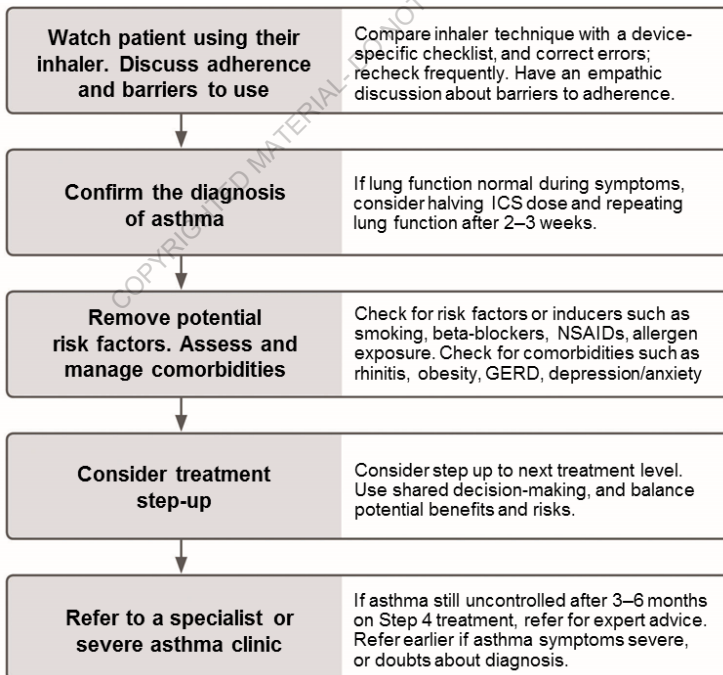 Watch patient using their
inhaler. Discuss adherence
and barriers to use
Compare inhaler technique with a device-
specific checklist, and correct errors;
recheck frequently. Have an empathic
discussion about barriers to adherence.
Confirm the diagnosis
of asthma
If lung function normal during symptoms,
consider halving ICS dose and repeating
lung function after 2–3 weeks.
Remove potential
risk factors. Assess and
manage comorbidities
Check for risk factors or inducers such as
smoking, beta-blockers, NSAIDs, allergen
exposure. Check for comorbidities such as
rhinitis, obesity, GERD, depression/anxiety
Consider treatment
step-up
Consider step up to next treatment level.
Use shared decision-making, and balance
potential benefits and risks.
Refer to a specialist or
severe asthma clinic
If asthma still uncontrolled after 3–6 months
on Step 4 treatment, refer for expert advice.
Refer earlier if asthma symptoms severe,
or doubts about diagnosis.
COPYRIGHTED MATERIAL- DO NOT